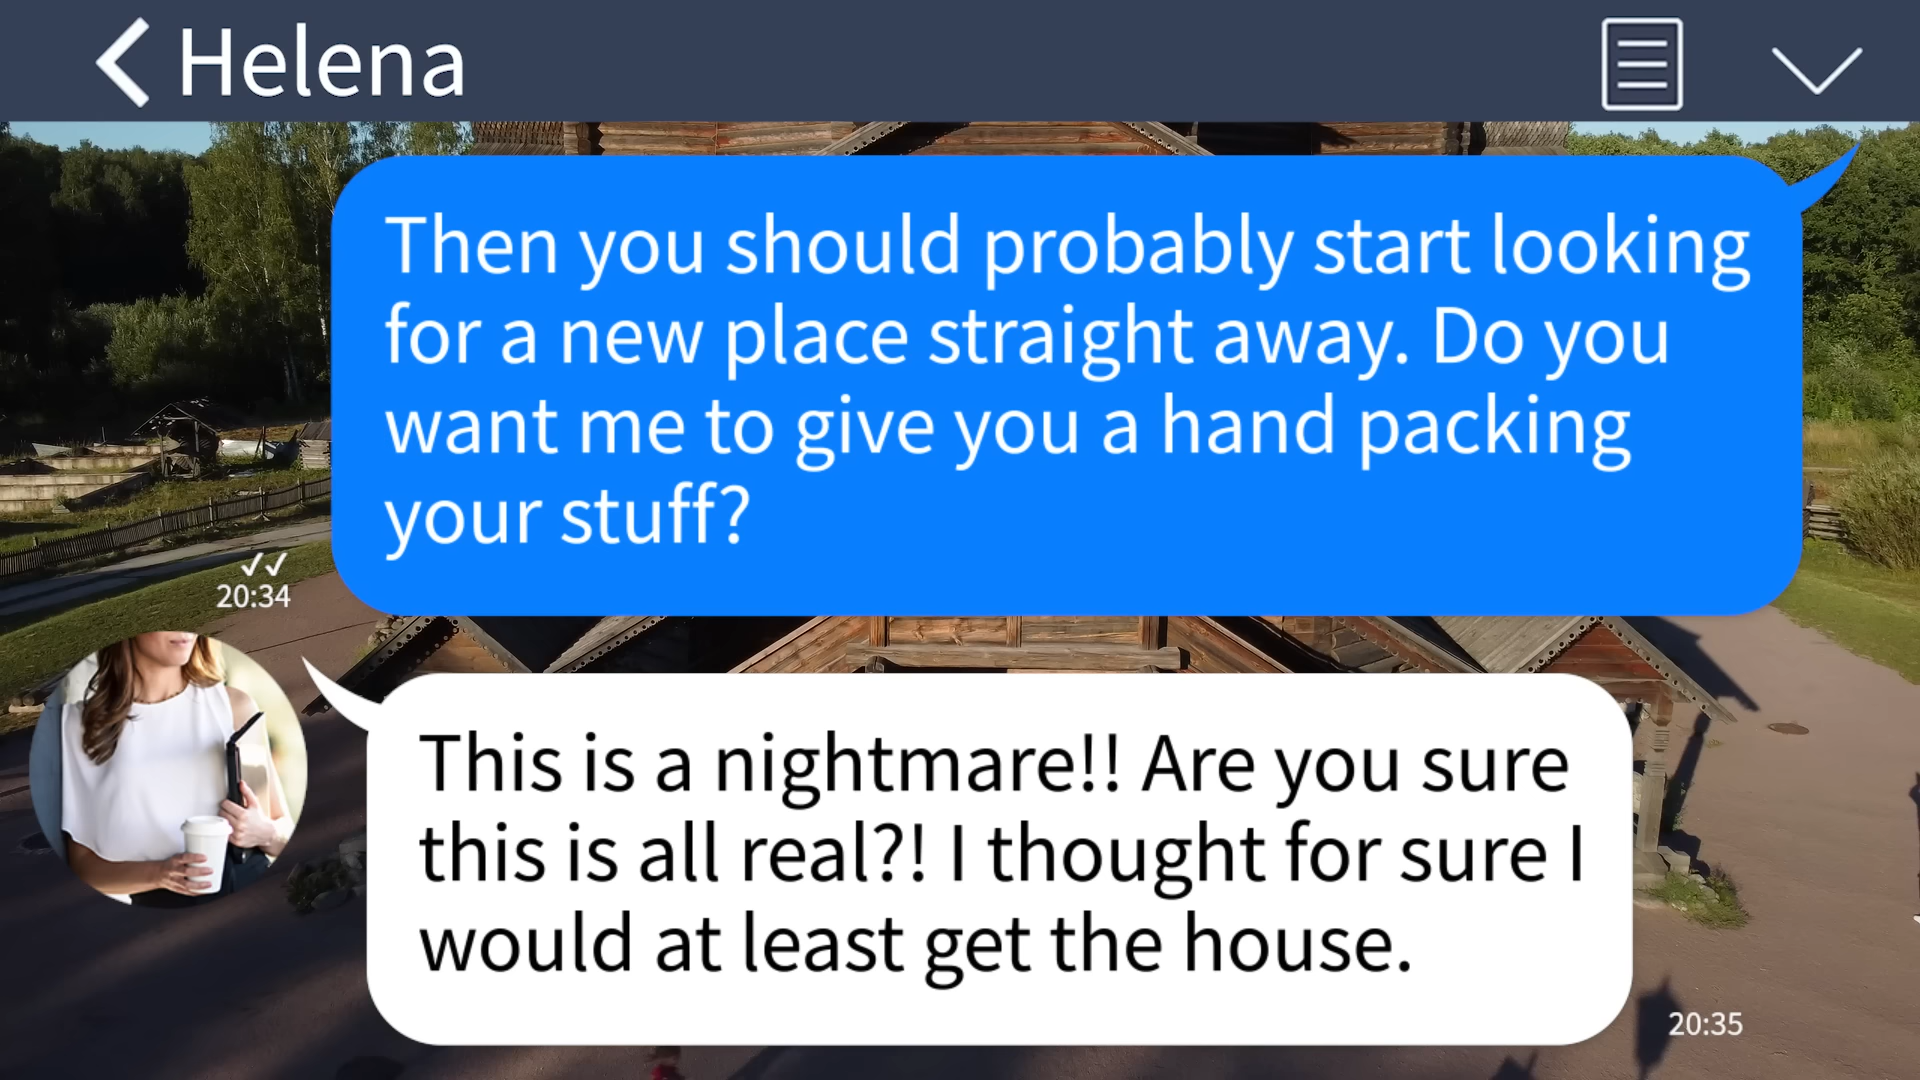 Helena
Then you should probably start looking
for a new place straight away. Do you
want me to give you a hand packing
your stuff?
20:34
This is a nightmare!! Are you sure
this is all real?! I thought for sure I
would at least get the house.
20:35